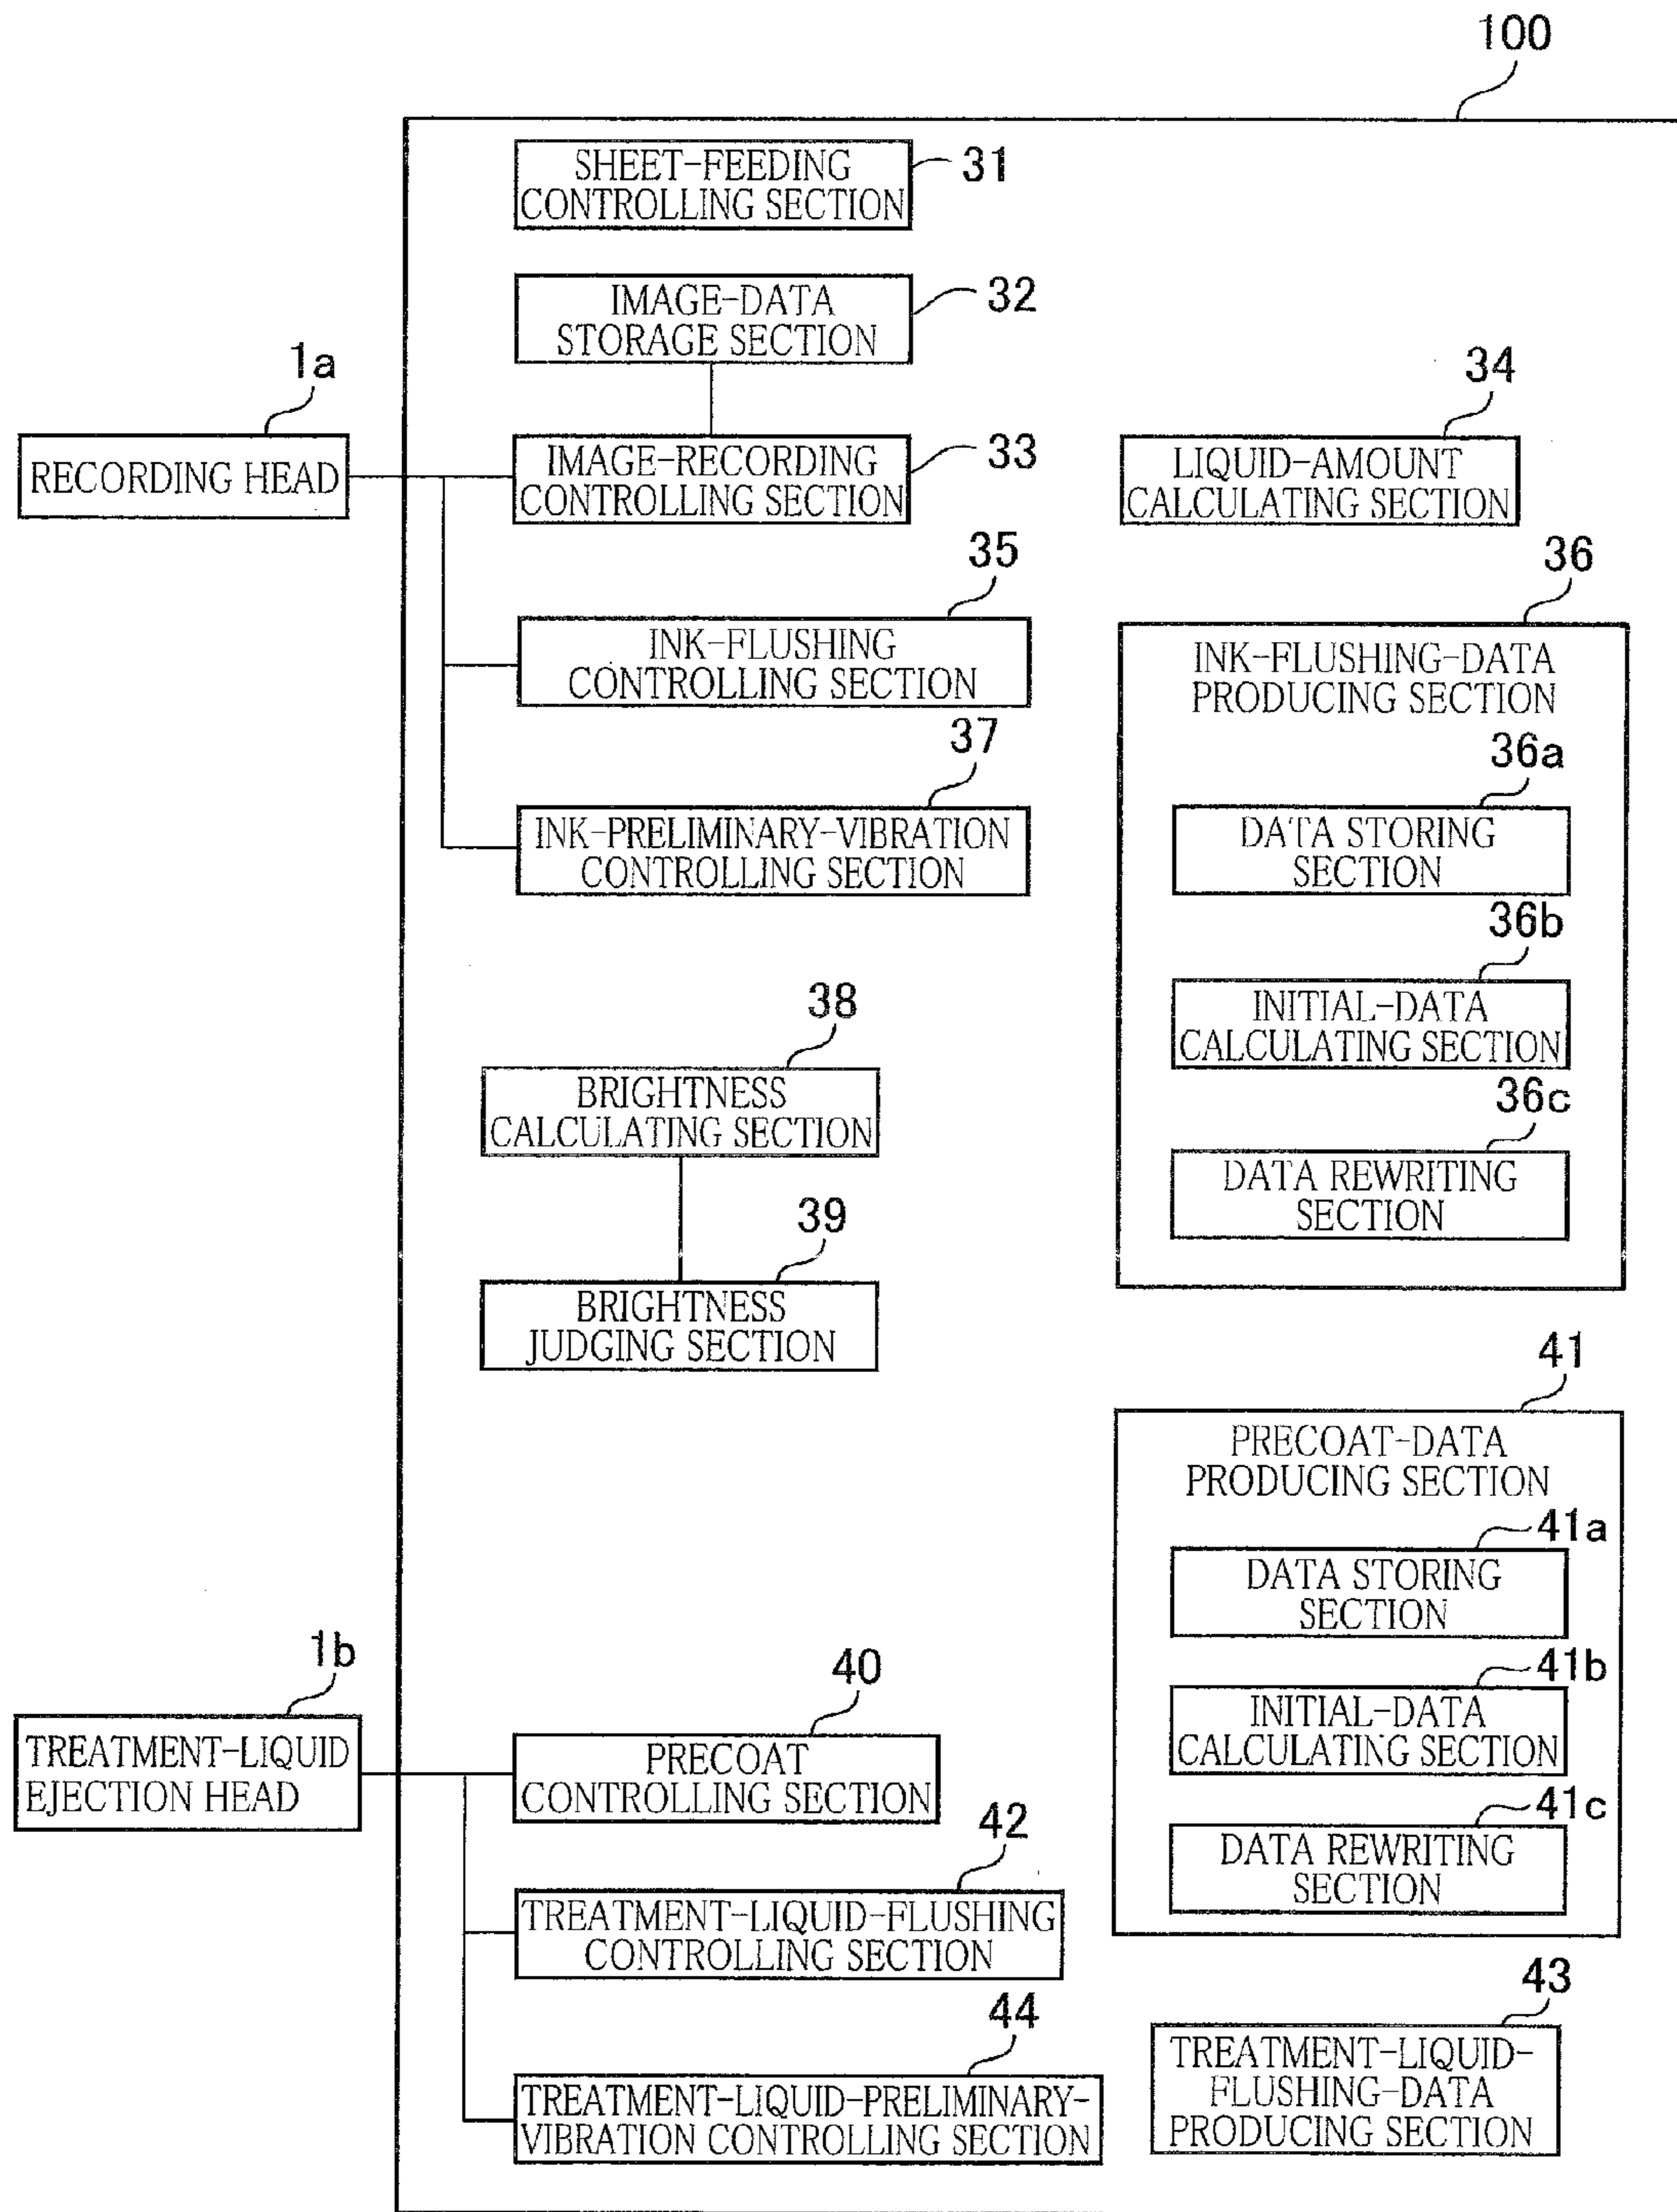 100
SHEET-FEEDING
CONTROLLING SECTION
31
IMAGE-DATA
STORAGE SECTION
32
1a
RECORDING HEAD
IMAGE-RECORDING
CONTROLLING SECTION
33
34
LIQUID-AMOUNT
CALCULATING SECTION
35
INK-FLUSHING
CONTROLLING SECTION
36
INK-FLUSHING-DATA
PRODUCING SECTION
37
INK-PRELIMINARY-VIBRATION
CONTROLLING SECTION
36a
DATA STORING
SECTION
36b
INITIAL-DATA
CALCULATING SECTION
36c
DATA REWRITING
SECTION
38
BRIGHTNESS
CALCULATING SECTION
39
BRIGHTNESS
JUDGING SECTION
41
PRECOAT-DATA
PRODUCING SECTION
41a
DATA STORING
SECTION
41b
INITIAL-DATA
CALCULATING SECTION
41c
DATA REWRITING
SECTION
1b
TREATMENT-LIQUID
EJECTION HEAD
40
PRECOAT
CONTROLLING SECTION
42
TREATMENT-LIQUID-FLUSHING
CONTROLLING SECTION
44
TREATMENT-LIQUID-PRELIMINARY-
VIBRATION CONTROLLING SECTION
43
TREATMENT-LIQUID-
FLUSHING-DATA
PRODUCING SECTION